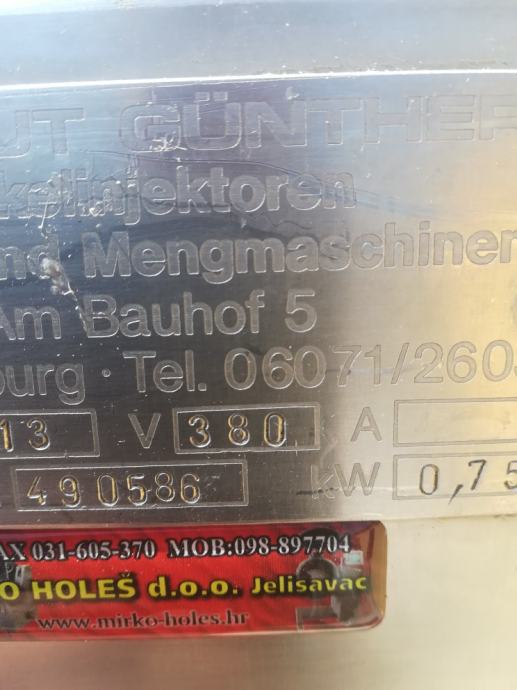 UT GÜNTHER
kelinjektoren
nd Mengmaschinen
Am Bauhof 5
burg · Tel. 06071/260
13 V 380 A
490586 kW 0,75
AX 031-605-370 MOB:098-897704
O HOLEŠ d.o.o. Jelisavac
www.mirko-holes.hr